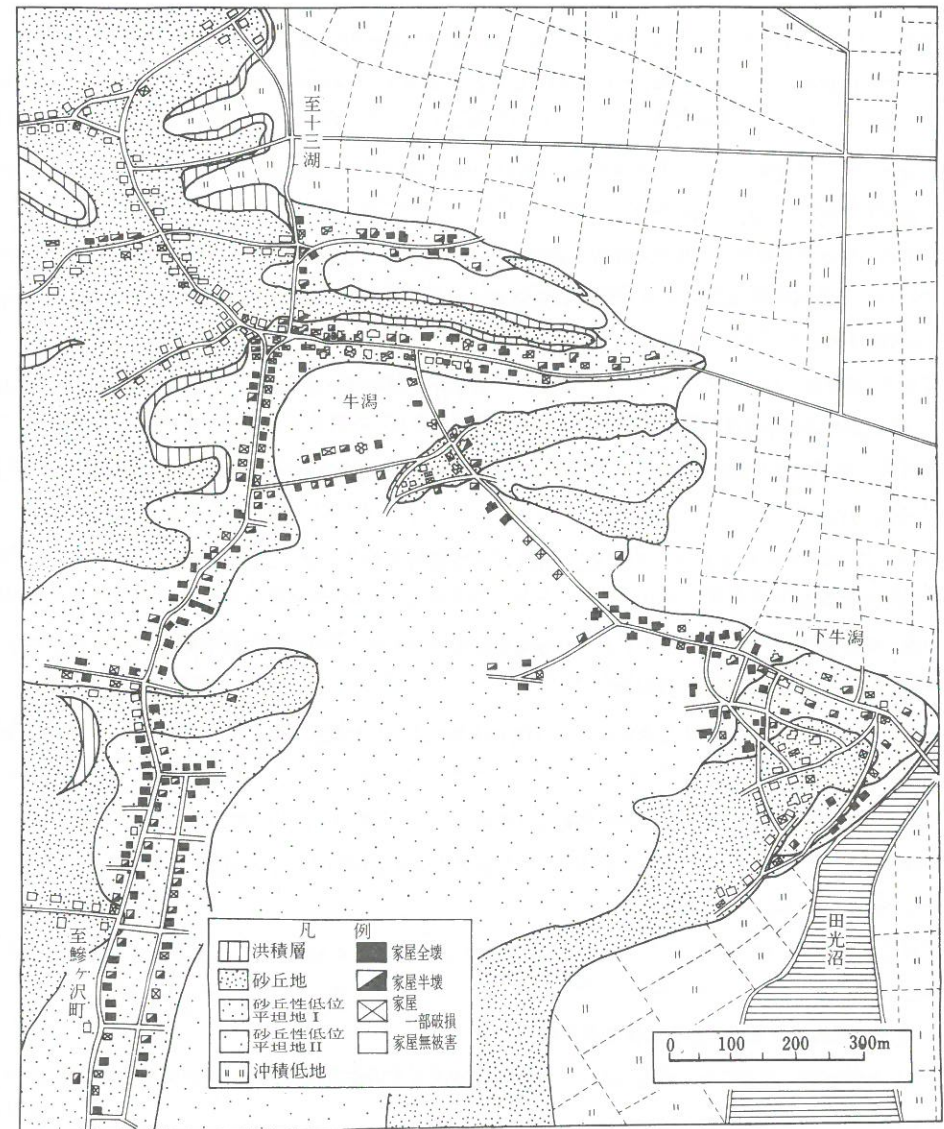 至十三湖
牛潟
下牛潟
至鰺ヶ沢町
田光沼
凡 例
洪積層
砂丘地
砂丘性低位
平坦地I
砂丘性低位
平坦地II
沖積低地
家屋全壊
家屋半壊
家屋
一部破損
家屋無被害
0 100 200 300m